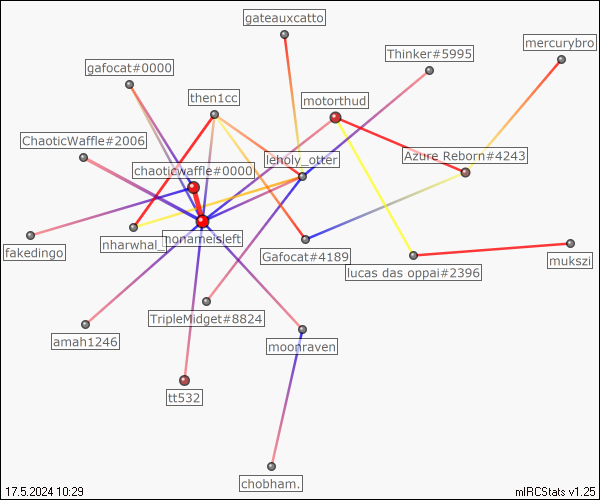 gateauxcatto
mercurybro
Thinker#5995
gafocat#0000
then1cc
motorthud
ChaoticWaffle#2006
leholy_otter
Azure Reborn#4243
chaoticwaffle#0000
fakedingo
nharwhal_
nonameisleft
Gafocat#4189
mukszi
lucas das oppai#2396
TripleMidget#8824
amah1246
moonraven
tt532
chobham.
17.5.2024 10:29
mIRCStats v1.25